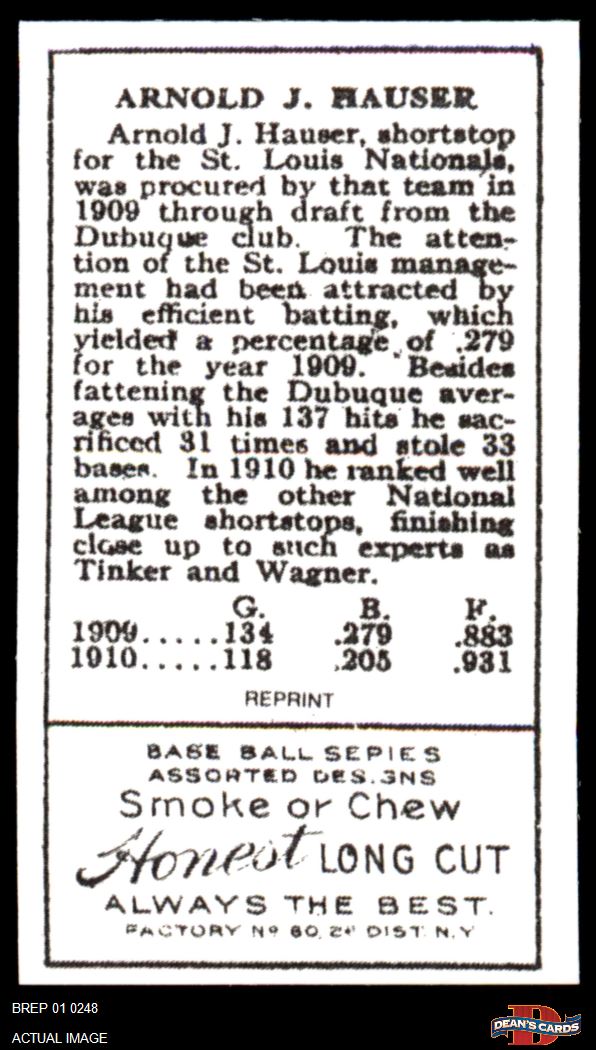 ARNOLD J. HAUSER
Arnold J. Hauser, shortstop
for the St. Louis Nationals,
was procured by that team in
1909 through draft from the
Dubuque club. The atten-
tion of the St. Louis manage-
ment had been attracted by
his efficient batting, which
yielded a percentage of .279
for the year 1909. Besides
fattening the Dubuque aver-
ages with his 137 hits he sac-
rificed 31 times and stole 33
bases. In 1910 he ranked well
among the other National
League shortstops, finishing
close up to such experts as
Tinker and Wagner.
G. B. F.
1909.....134 .279 .883
1910.....118 .205 .931
REPRINT
BASE BALL SERIES
ASSORTED DESIGNS
Smoke or Chew
Honest LONG CUT
ALWAYS THE BEST.
FACTORY Nº 80, 2ᵈ DIST. N.Y
BREP 01 0248
ACTUAL IMAGE
D
DEAN'S CARDS